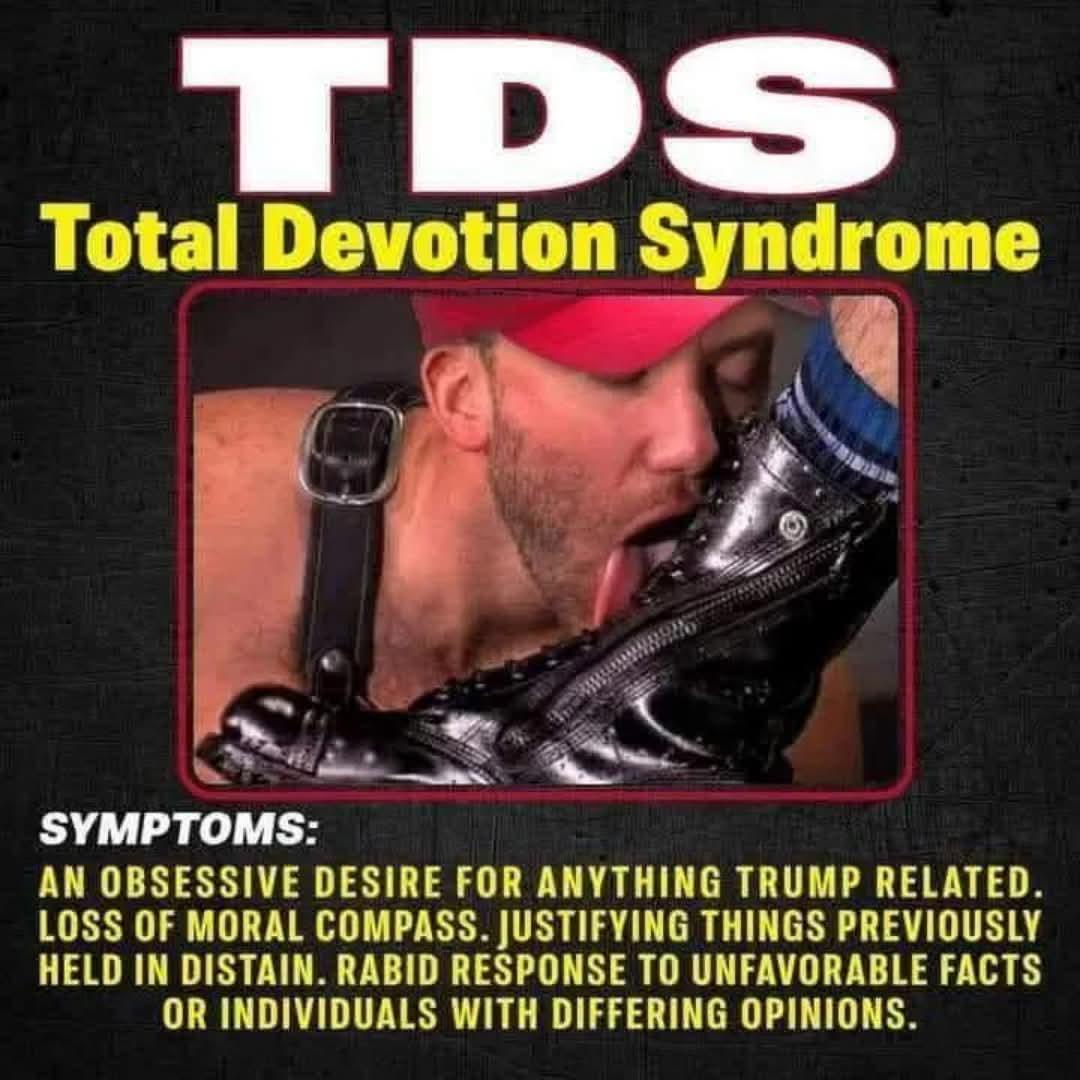 TDS
Total Devotion Syndrome
SYMPTOMS:
AN OBSESSIVE DESIRE FOR ANYTHING TRUMP RELATED.
LOSS OF MORAL COMPASS. JUSTIFYING THINGS PREVIOUSLY
HELD IN DISTAIN. RABID RESPONSE TO UNFAVORABLE FACTS
OR INDIVIDUALS WITH DIFFERING OPINIONS.